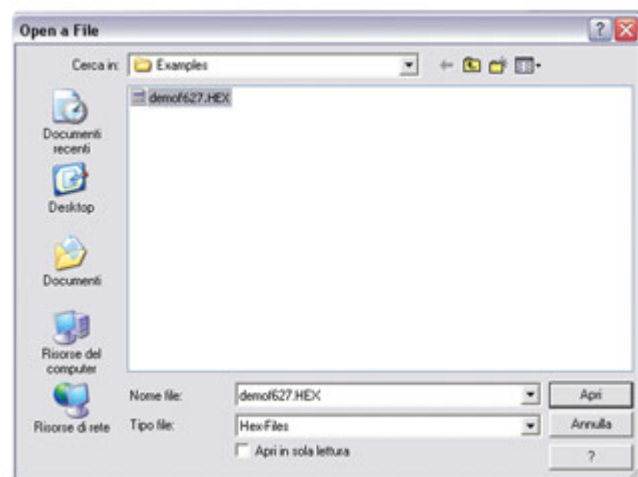 Open a File
?
Cerca in:
Examples
demof627.HEX
Documenti
recenti
Desktop
Documenti
Risorse del
computer
Risorse di rete
Nome file:
demof627.HEX
Apri
Tipo file:
Hex-Files
Annulla
Apri in sola lettura
?